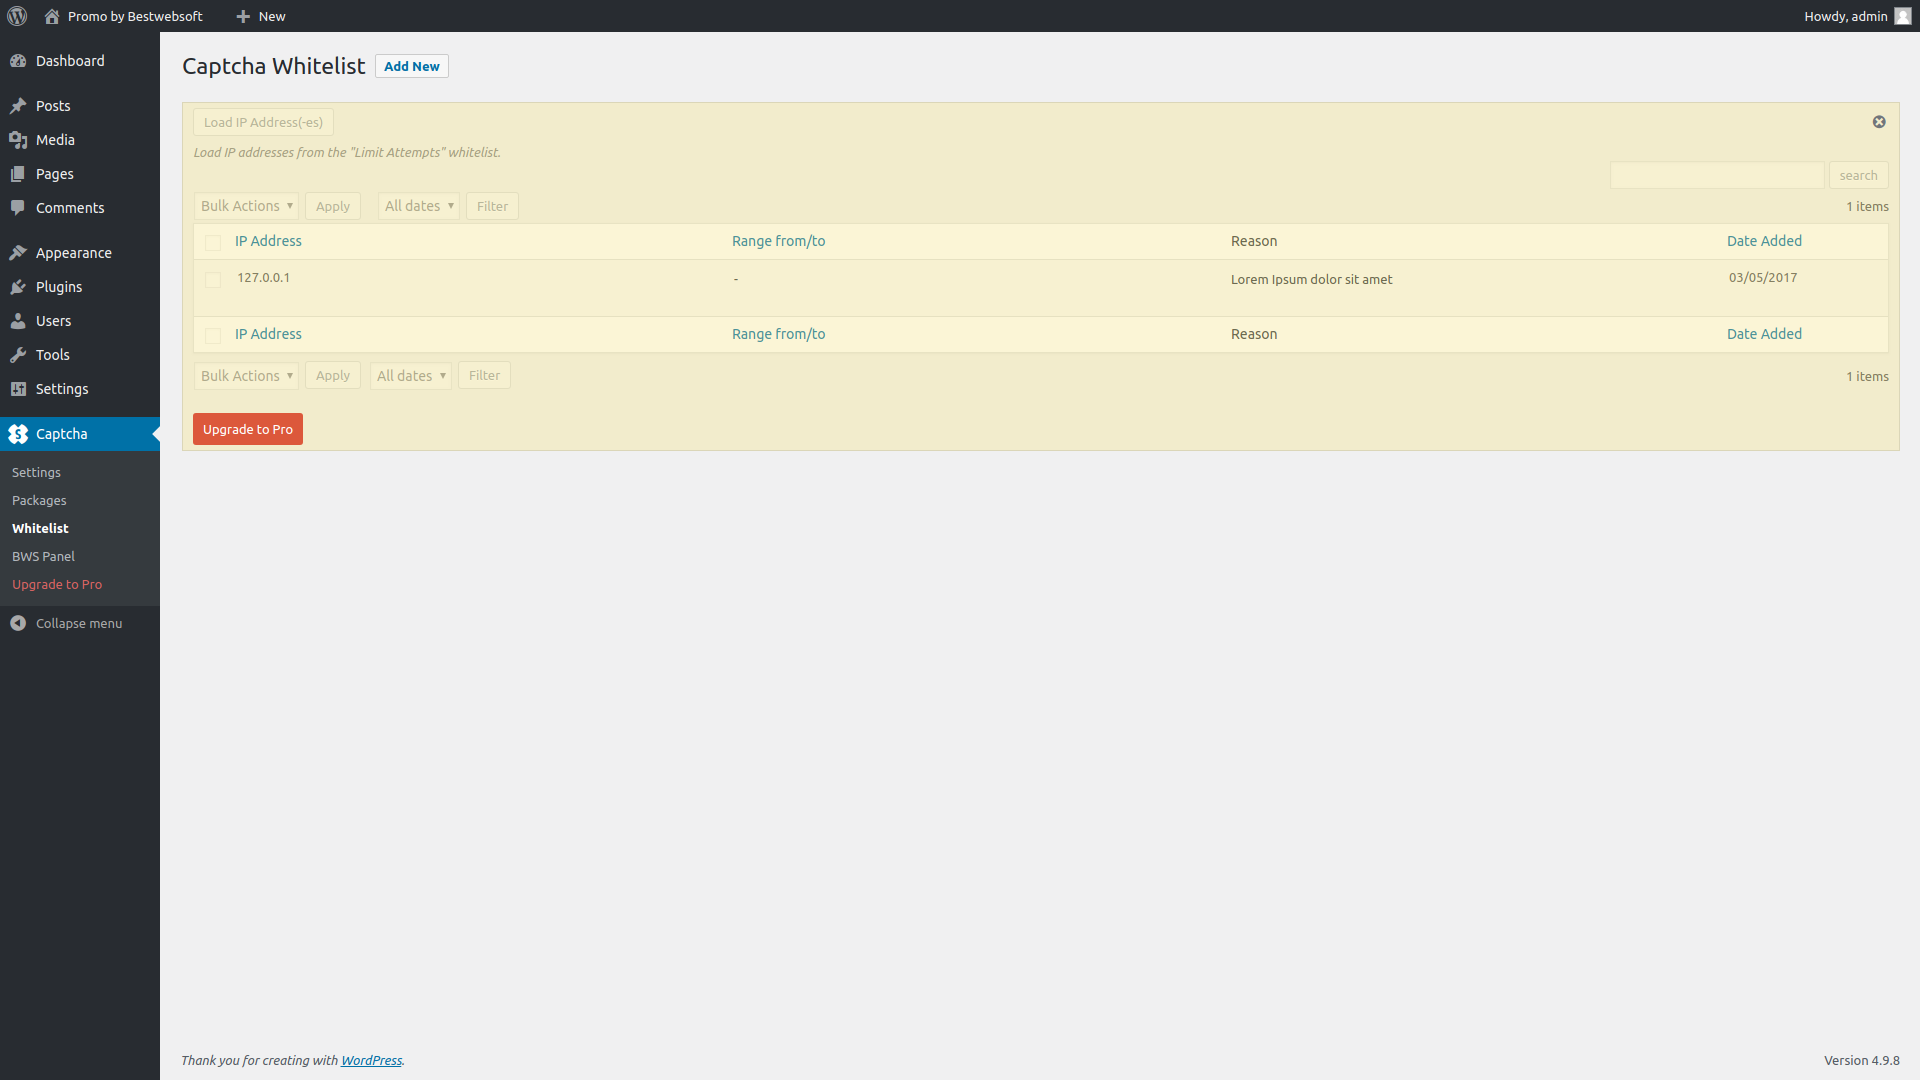 Promo by Bestwebsoft New Howdy, admin
Dashboard
Posts
Media
Pages
Comments
Appearance
Plugins
Users
Tools
Settings
Captcha
Settings
Packages
Whitelist
BWS Panel
Upgrade to Pro
Collapse menu
Captcha Whitelist Add New
Load IP Address(-es)
Load IP addresses from the "Limit Attempts" whitelist.
search
Bulk Actions Apply All dates Filter 1 items
IP Address Range from/to Reason Date Added
127.0.0.1 - Lorem Ipsum dolor sit amet 03/05/2017
IP Address Range from/to Reason Date Added
Bulk Actions Apply All dates Filter 1 items
Upgrade to Pro
Thank you for creating with WordPress. Version 4.9.8